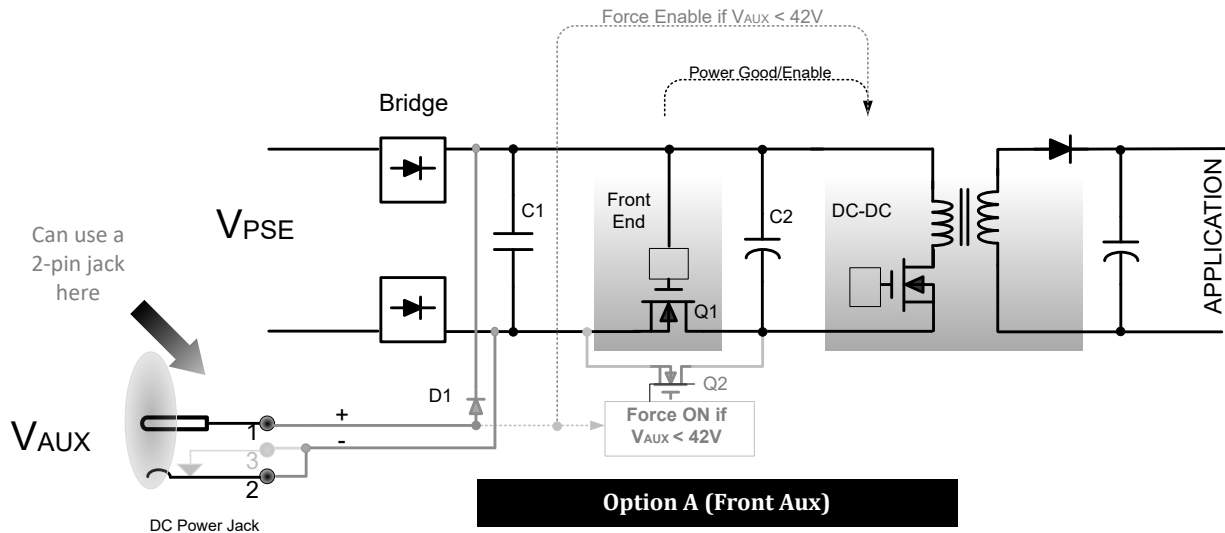 Force Enable if VAUX < 42V
Power Good/Enable
Bridge
C1
Front
End
C2
DC-DC
VPSE
Can use a
2-pin jack
here
Q1
APPLICATION
D1
Q2
Force ON if
VAUX < 42V
VAUX
+
-
1
3
2
Option A (Front Aux)
DC Power Jack